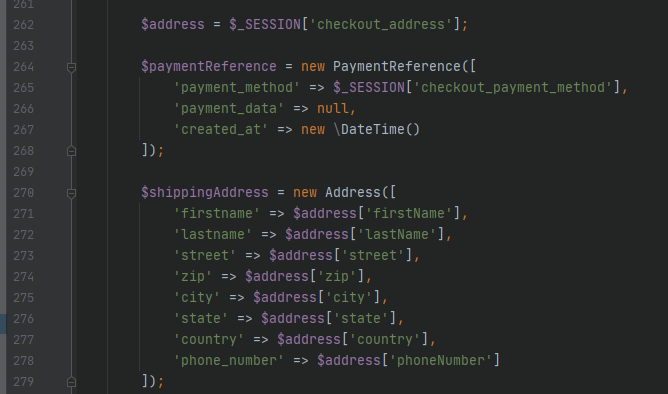 261
262 $address = $_SESSION['checkout_address'];
263
264 $paymentReference = new PaymentReference([
265 'payment_method' => $_SESSION['checkout_payment_method'],
266 'payment_data' => null,
267 'created_at' => new \DateTime()
268 ]);
269
270 $shippingAddress = new Address([
271 'firstname' => $address['firstName'],
272 'lastname' => $address['lastName'],
273 'street' => $address['street'],
274 'zip' => $address['zip'],
275 'city' => $address['city'],
276 'state' => $address['state'],
277 'country' => $address['country'],
278 'phone_number' => $address['phoneNumber']
279 ]);